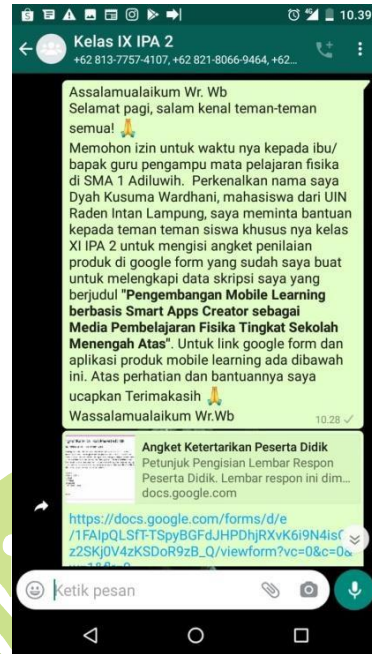 10.39
Kelas IX IPA 2
+62 813-7757-4107, +62 821-8066-9464, +62...
Assalamualaikum Wr. Wb
Selamat pagi, salam kenal teman-teman
semua! 🙏
Memohon izin untuk waktu nya kepada ibu/
bapak guru pengampu mata pelajaran fisika
di SMA 1 Adiluwih. Perkenalkan nama saya
Dyah Kusuma Wardhani, mahasiswa dari UIN
Raden Intan Lampung, saya meminta bantuan
kepada teman teman siswa khusus nya kelas
XI IPA 2 untuk mengisi angket penilaian
produk di google form yang sudah saya buat
untuk melengkapi data skripsi saya yang
berjudul "Pengembangan Mobile Learning
berbasis Smart Apps Creator sebagai
Media Pembelajaran Fisika Tingkat Sekolah
Menengah Atas". Untuk link google form dan
aplikasi produk mobile learning ada dibawah
ini. Atas perhatian dan bantuannya saya
ucapkan Terimakasih 🙏
Wassalamualaikum Wr.Wb
10.28
Angket Ketertarikan Peserta Didik
Petunjuk Pengisian Lembar Respon
Peserta Didik. Lembar respon ini dim...
docs.google.com
https://docs.google.com/forms/d/e
Ketik pesan